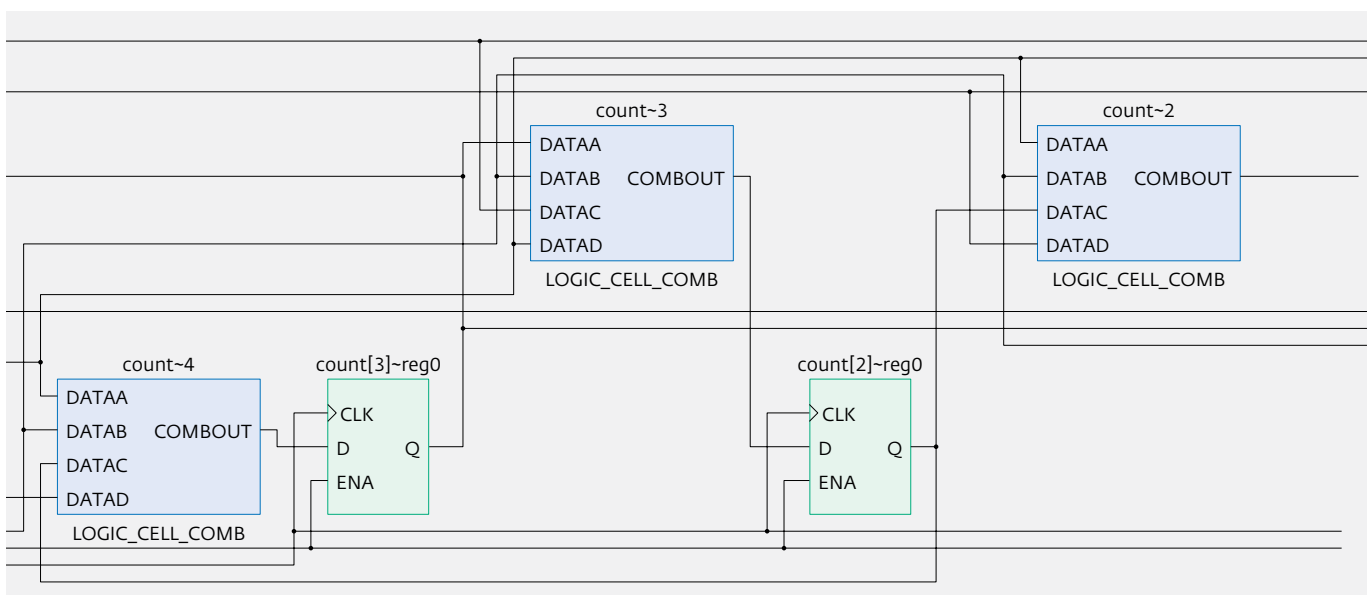 count~3
DATAA
DATAB COMBOUT
DATAC
DATAD
LOGIC_CELL_COMB
count~2
DATAA
DATAB COMBOUT
DATAC
DATAD
LOGIC_CELL_COMB
count~4
DATAA
DATAB COMBOUT
DATAC
DATAD
LOGIC_CELL_COMB
count[3]~reg0
CLK
D Q
ENA
count[2]~reg0
CLK
D Q
ENA